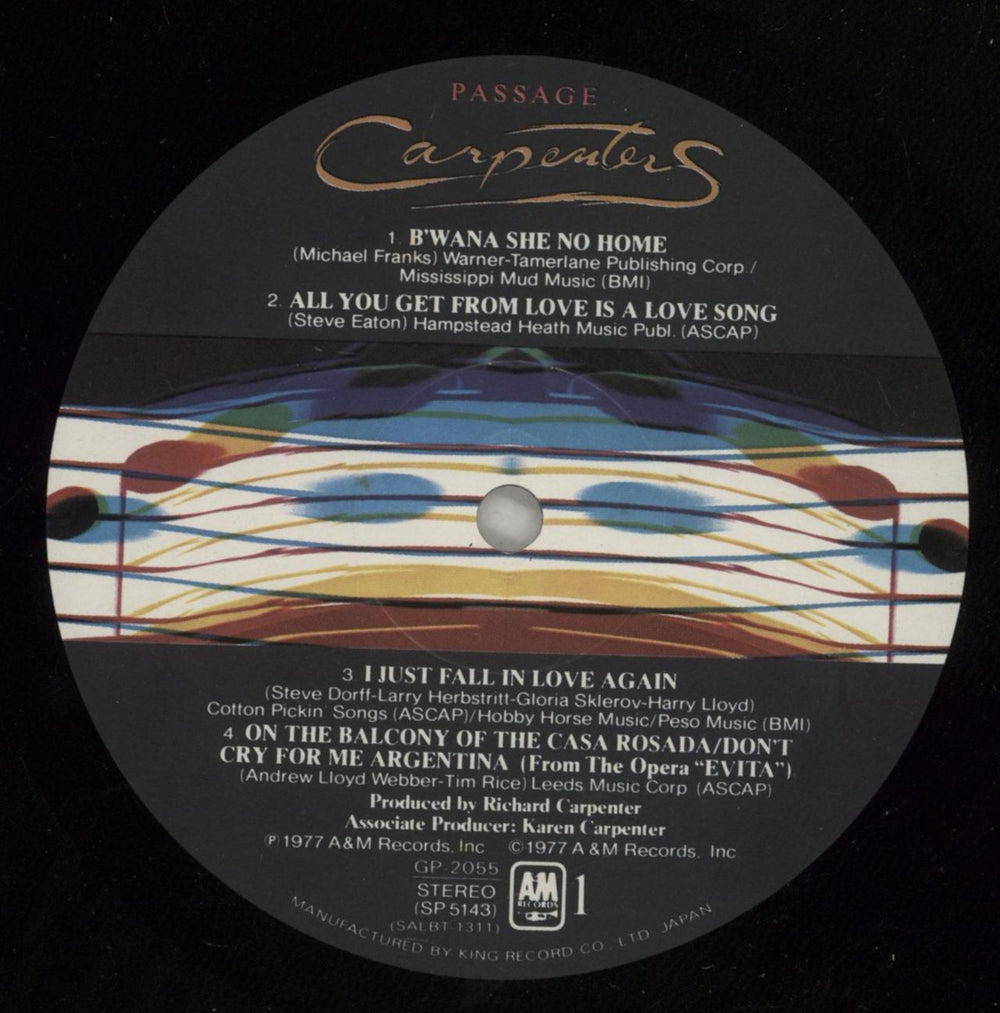 PASSAGE
Carpenters
1. B'WANA SHE NO HOME
(Michael Franks) Warner-Tamerlane Publishing Corp./
Mississippi Mud Music (BMI)
2. ALL YOU GET FROM LOVE IS A LOVE SONG
(Steve Eaton) Hampstead Heath Music Publ. (ASCAP)
3 I JUST FALL IN LOVE AGAIN
(Steve Dorff-Larry Herbstritt-Gloria Sklerov-Harry Lloyd)
Cotton Pickin' Songs (ASCAP)/Hobby Horse Music/Peso Music (BMI)
4 ON THE BALCONY OF THE CASA ROSADA/DON'T
CRY FOR ME ARGENTINA (From The Opera “EVITA”)
(Andrew Lloyd Webber-Tim Rice) Leeds Music Corp. (ASCAP)
Produced by Richard Carpenter
Associate Producer: Karen Carpenter
℗1977 A&M Records, Inc ©1977 A&M Records, Inc.
GP-2055
STEREO
(SP 5143)
(SALBT-1311)
A&M
RECORDS
1
MANUFACTURED BY KING RECORD CO. LTD. JAPAN